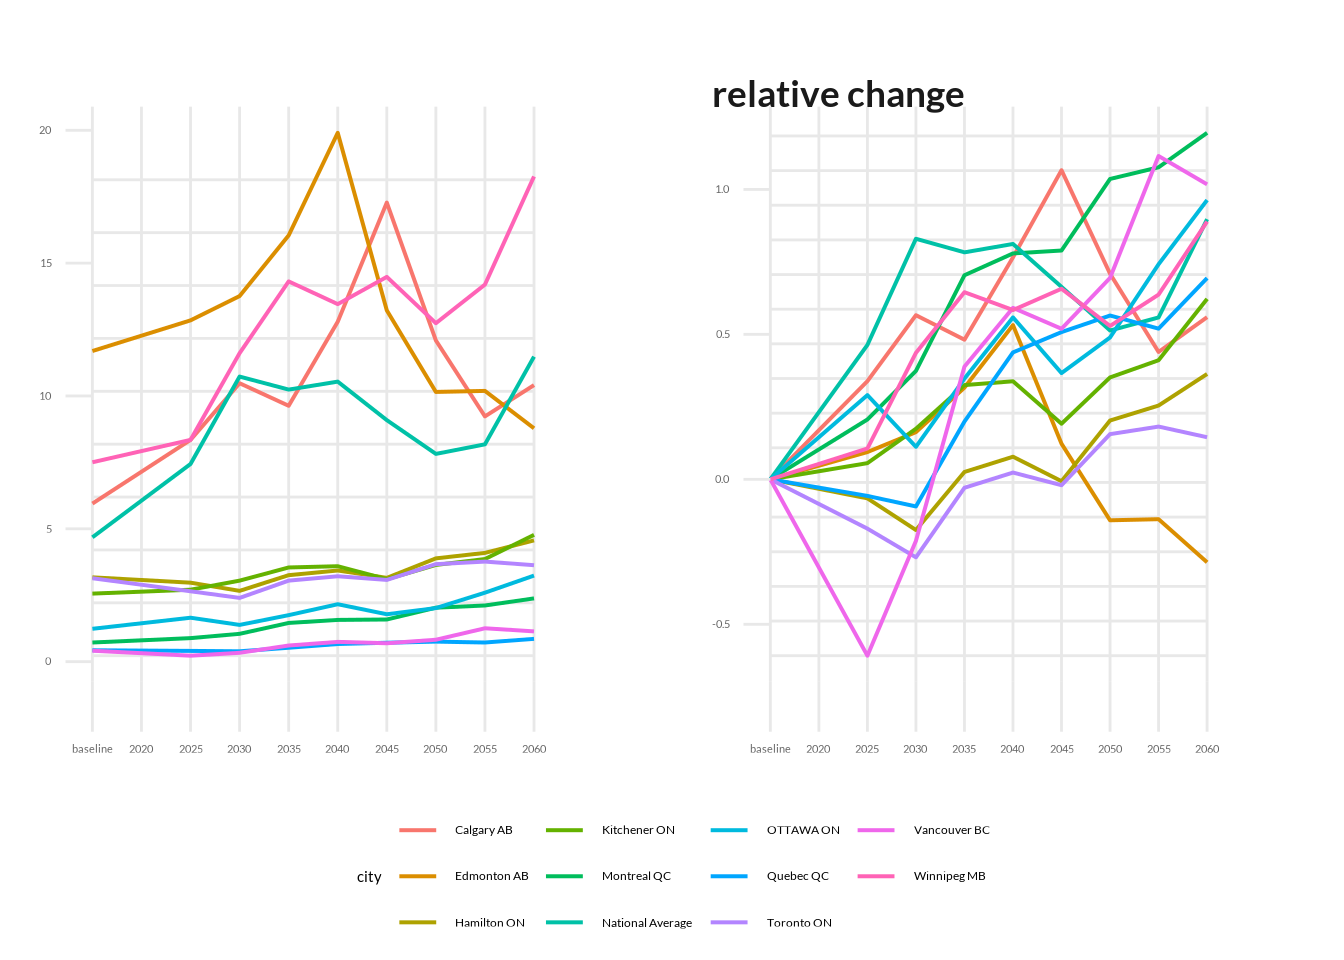 relative change
20
15
10
5
0
baseline 2020 2025 2030 2035 2040 2045 2050 2055 2060
1.0
0.5
0.0
-0.5
baseline 2020 2025 2030 2035 2040 2045 2050 2055 2060
city
Calgary AB
Edmonton AB
Hamilton ON
Kitchener ON
Montreal QC
National Average
OTTAWA ON
Quebec QC
Toronto ON
Vancouver BC
Winnipeg MB